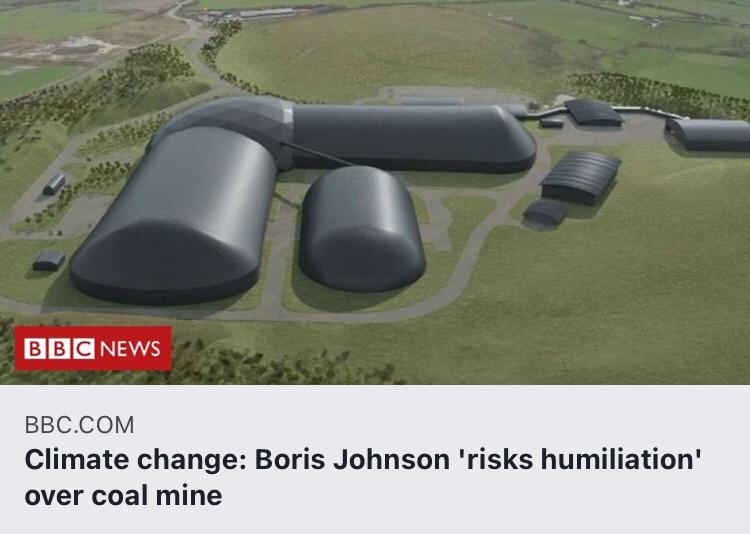 BBC NEWS
BBC.COM
Climate change: Boris Johnson 'risks humiliation'
over coal mine